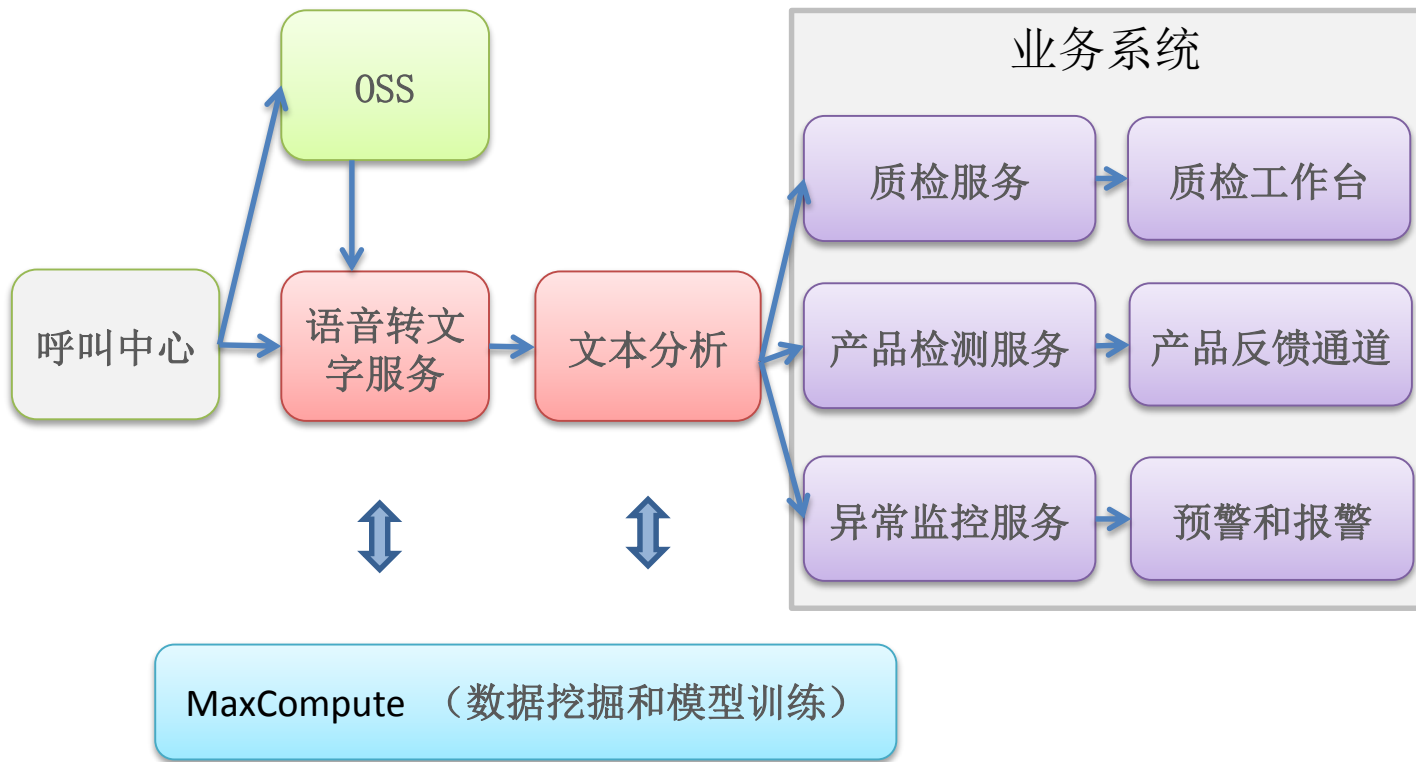 业务系统
OSS
质检服务
质检工作台
呼叫中心
语音转文
字服务
文本分析
产品检测服务
产品反馈通道
异常监控服务
预警和报警
MaxCompute （数据挖掘和模型训练）